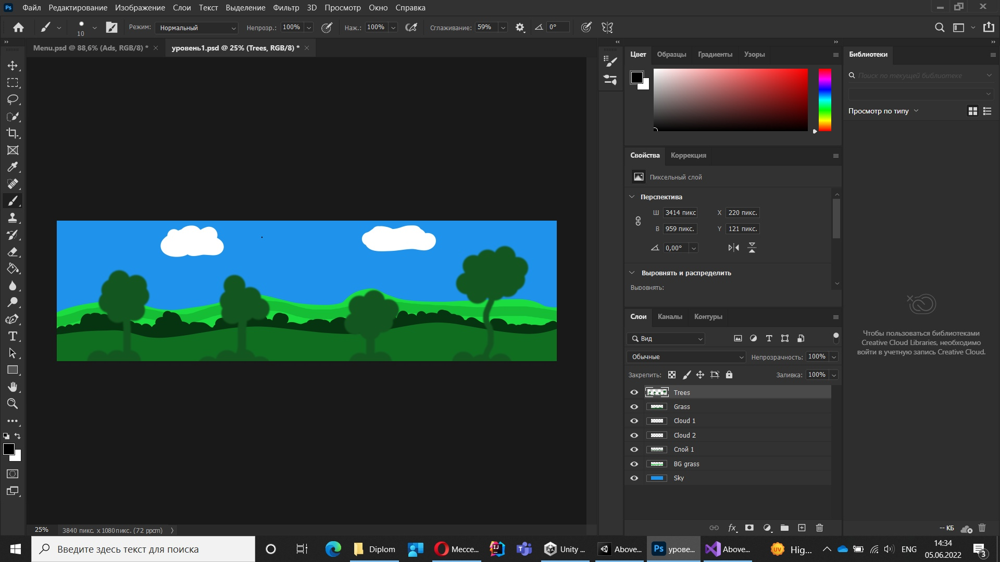 Ps Файл Редактирование Изображение Слои Текст Выделение Фильтр 3D Просмотр Окно Справка
10 Режим: Нормальный Непрозр.: 100% Наж.: 100% Сглаживание: 59% 0°
Menu.psd @ 88,6% (Ads, RGB/8) * уровень1.psd @ 25% (Trees, RGB/8) *
Цвет Образцы Градиенты Узоры
Библиотеки
Поиск по текущей библиотеке
Просмотр по типу
Свойства Коррекция
Пиксельный слой
Перспектива
Ш 3414 пикс X 220 пикс.
В 959 пикс. Y 121 пикс.
0,00°
Выровнять и распределить
Выровнять:
Слои Каналы Контуры
Вид
Обычные Непрозрачность: 100%
Закрепить: Заливка: 100%
Trees
Grass
Cloud 1
Cloud 2
Слой 1
BG grass
Sky
Чтобы пользоваться библиотеками
Creative Cloud Libraries, необходимо
войти в учетную запись Creative Cloud.
fx
-- КБ
25% 3840 пикс. x 1080 пикс. (72 ppcm)
Введите здесь текст для поиска
Diplom Мессе... Unity ... Above... Ps урове... Above... UV Hig... ENG
14:34
05.06.2022
3